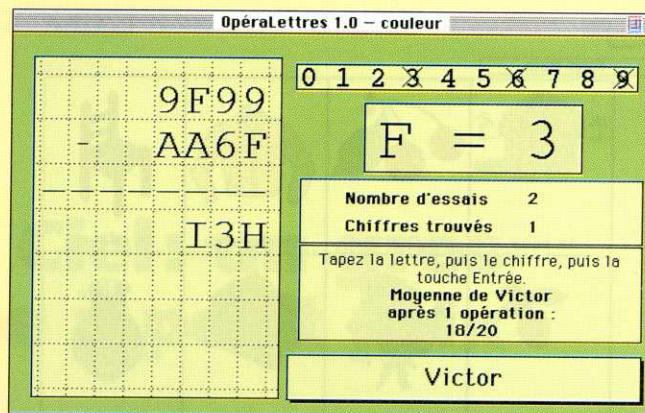 OpéraLettres 1.0 – couleur
9F99
- AA6F
I3H
0 1 2 3 4 5 6 7 8 9
F = 3
Nombre d'essais 2
Chiffres trouvés 1
Tapez la lettre, puis le chiffre, puis la
touche Entrée.
Moyenne de Victor
après 1 opération :
18/20
Victor